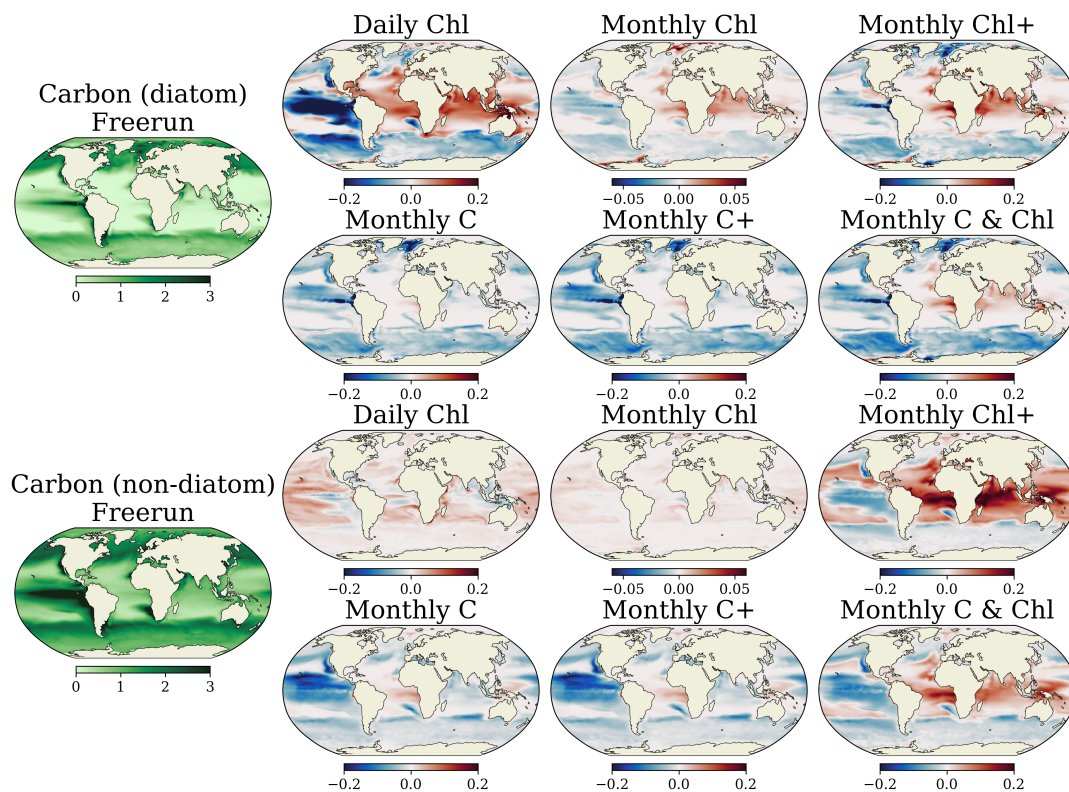 Daily Chl
Monthly Chl
Monthly Chl+
Carbon (diatom)
Freerun
−0.2 0.0 0.2
−0.05 0.00 0.05
−0.2 0.0 0.2
Monthly C
Monthly C+
Monthly C & Chl
0 1 2 3
−0.2 0.0 0.2
−0.2 0.0 0.2
−0.2 0.0 0.2
Daily Chl
Monthly Chl
Monthly Chl+
Carbon (non-diatom)
Freerun
−0.2 0.0 0.2
−0.05 0.00 0.05
−0.2 0.0 0.2
Monthly C
Monthly C+
Monthly C & Chl
0 1 2 3
−0.2 0.0 0.2
−0.2 0.0 0.2
−0.2 0.0 0.2